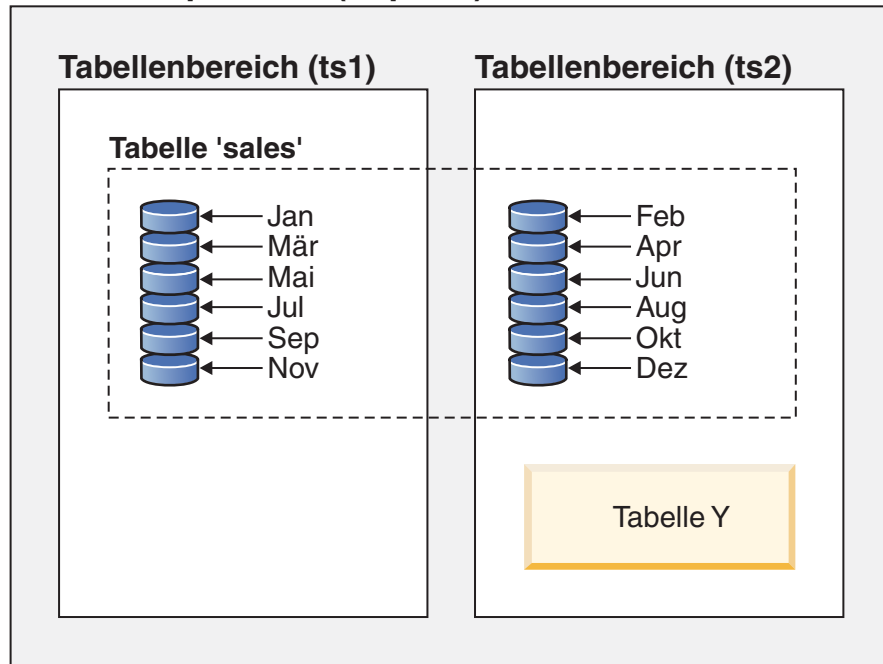 Tabellenbereich (ts1)
Tabellenbereich (ts2)
Tabelle 'sales'
Jan
Mär
Mai
Jul
Sep
Nov
Feb
Apr
Jun
Aug
Okt
Dez
Tabelle Y